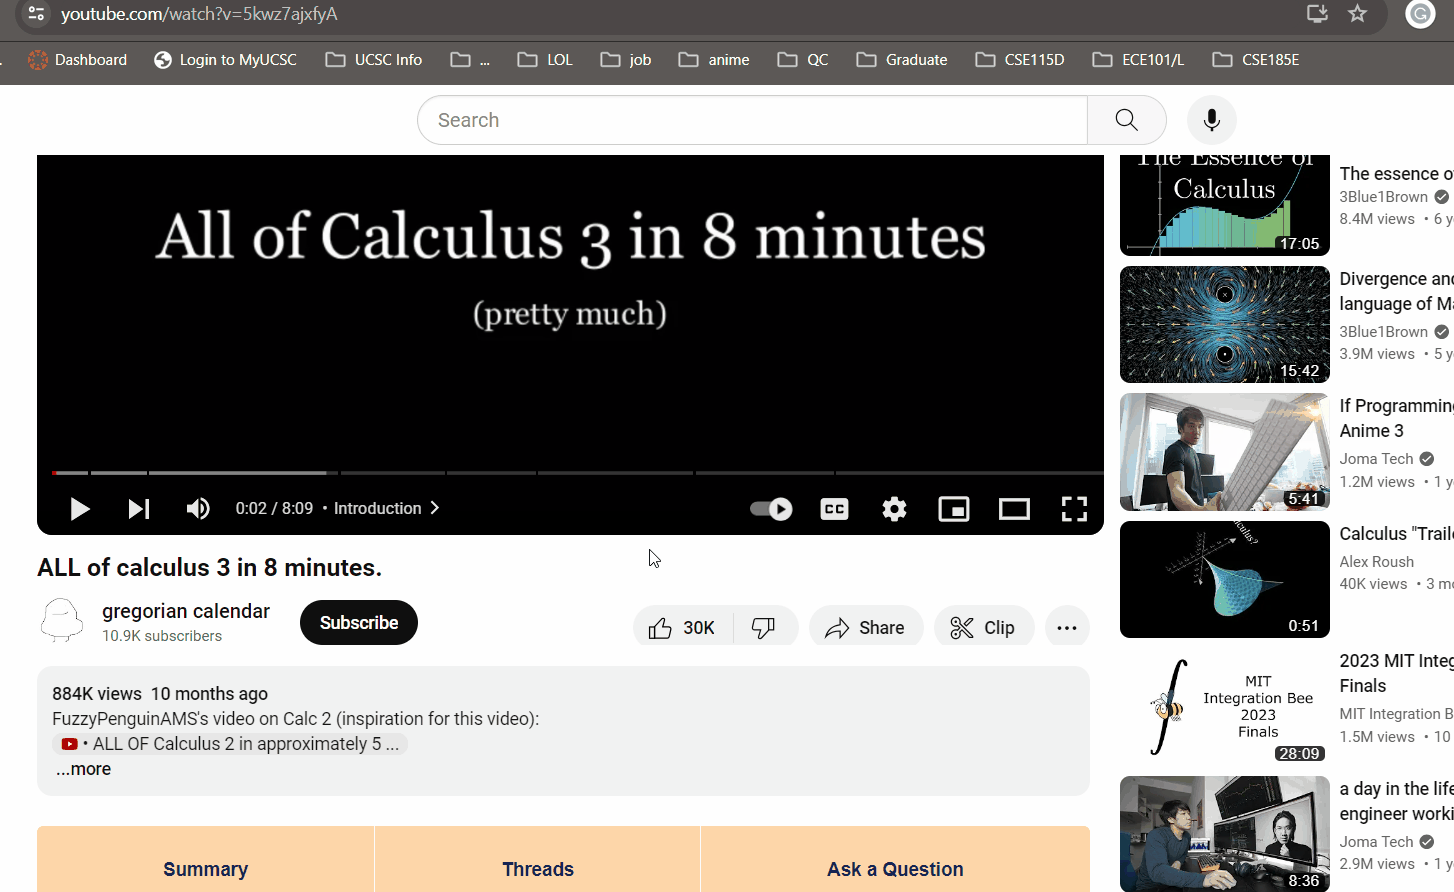 youtube.com/watch?v=5kwz7ajxfyA
Dashboard Login to MyUCSC UCSC Info ... LOL job anime QC Graduate CSE115D ECE101/L CSE185E
Search
All of Calculus 3 in 8 minutes
(pretty much)
0:02 / 8:09 • Introduction
CC
ALL of calculus 3 in 8 minutes.
gregorian calendar
10.9K subscribers
Subscribe
30K
Share
Clip
884K views 10 months ago
FuzzyPenguinAMS's video on Calc 2 (inspiration for this video):
• ALL OF Calculus 2 in approximately 5 ...
...more
Summary
Threads
Ask a Question
The Essence of
Calculus
17:05
The essence o
3Blue1Brown
8.4M views • 6 y
15:42
Divergence and
language of Ma
3Blue1Brown
3.9M views • 5 y
5:41
If Programming
Anime 3
Joma Tech
1.2M views • 1 y
0:51
Calculus "Traile
Alex Roush
40K views • 3 mo
MIT
Integration Bee
2023
Finals
28:09
2023 MIT Integ
Finals
MIT Integration B
1.5M views • 10
8:36
a day in the life
engineer worki
Joma Tech
2.9M views • 1 y